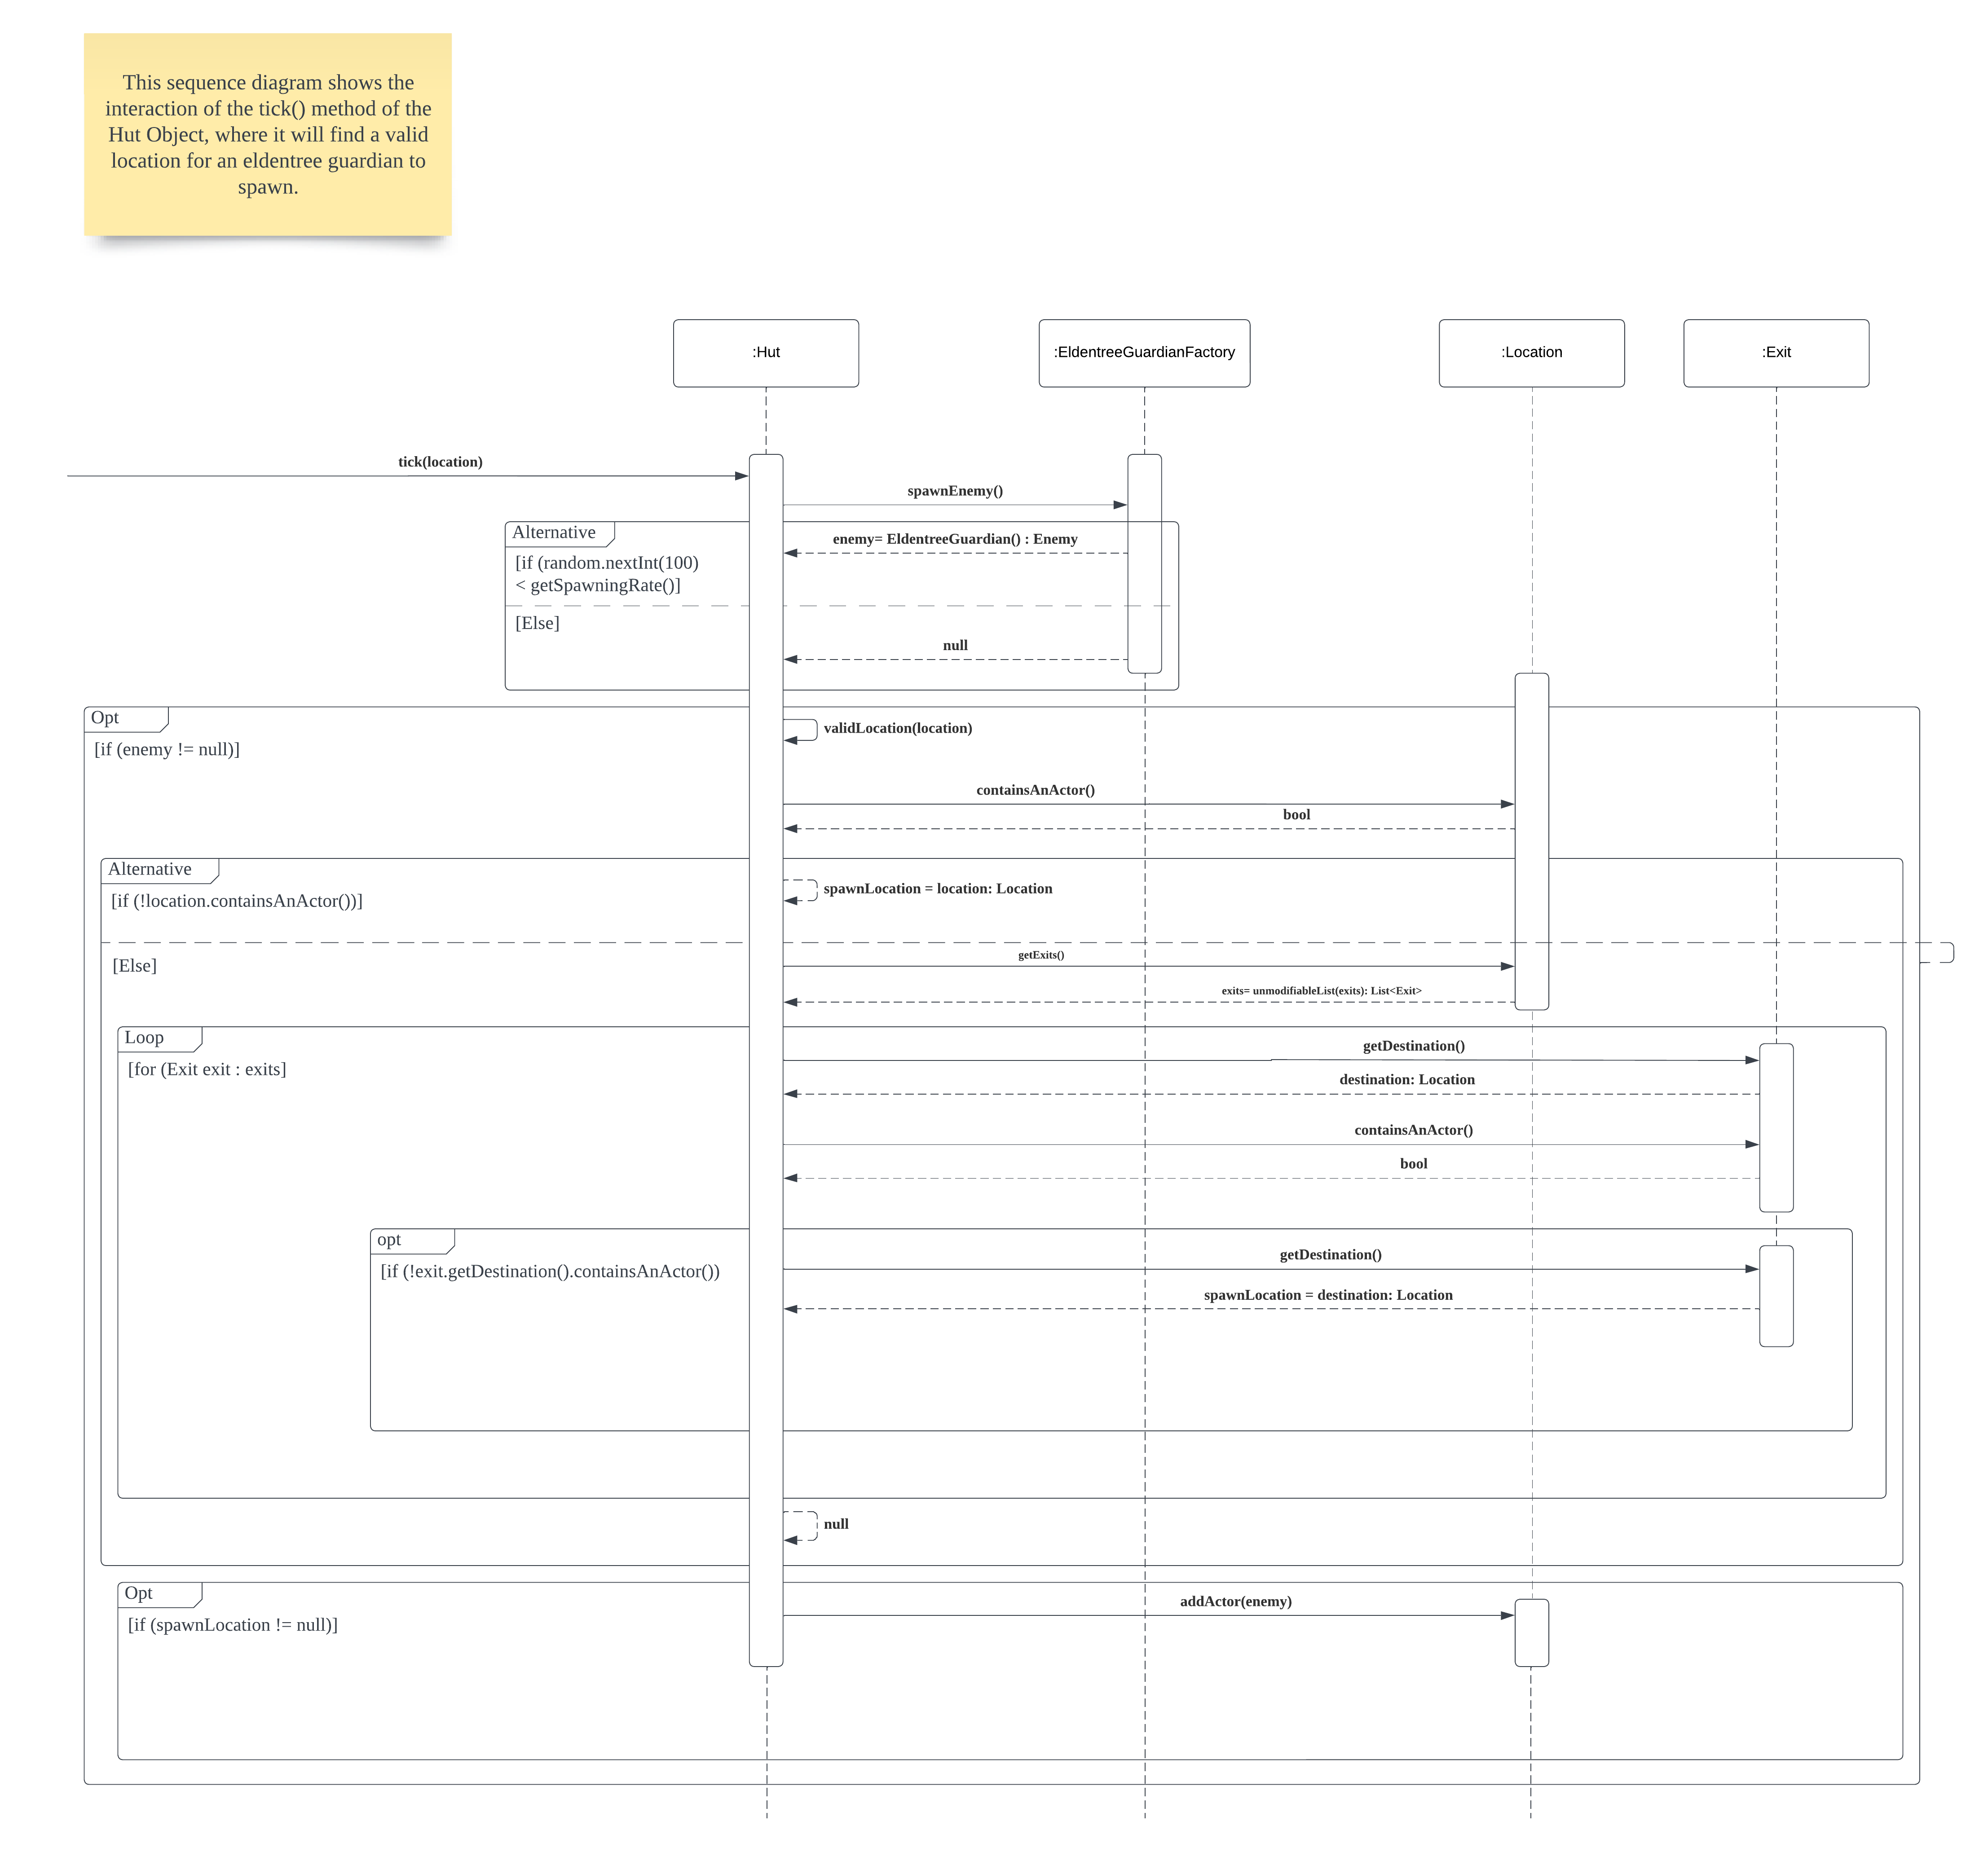 This sequence diagram shows the
interaction of the tick() method of the
Hut Object, where it will find a valid
location for an eldentree guardian to
spawn.
:Hut
:EldentreeGuardianFactory
:Location
:Exit
tick(location)
spawnEnemy()
Alternative
enemy= EldentreeGuardian() : Enemy
[if (random.nextInt(100)
< getSpawningRate()]
[Else]
null
Opt
validLocation(location)
[if (enemy != null)]
containsAnActor()
bool
Alternative
spawnLocation = location: Location
[if (!location.containsAnActor())]
getExits()
[Else]
exits= unmodifiableList(exits): List<Exit>
Loop
getDestination()
[for (Exit exit : exits]
destination: Location
containsAnActor()
bool
opt
getDestination()
[if (!exit.getDestination().containsAnActor())
spawnLocation = destination: Location
null
Opt
addActor(enemy)
[if (spawnLocation != null)]